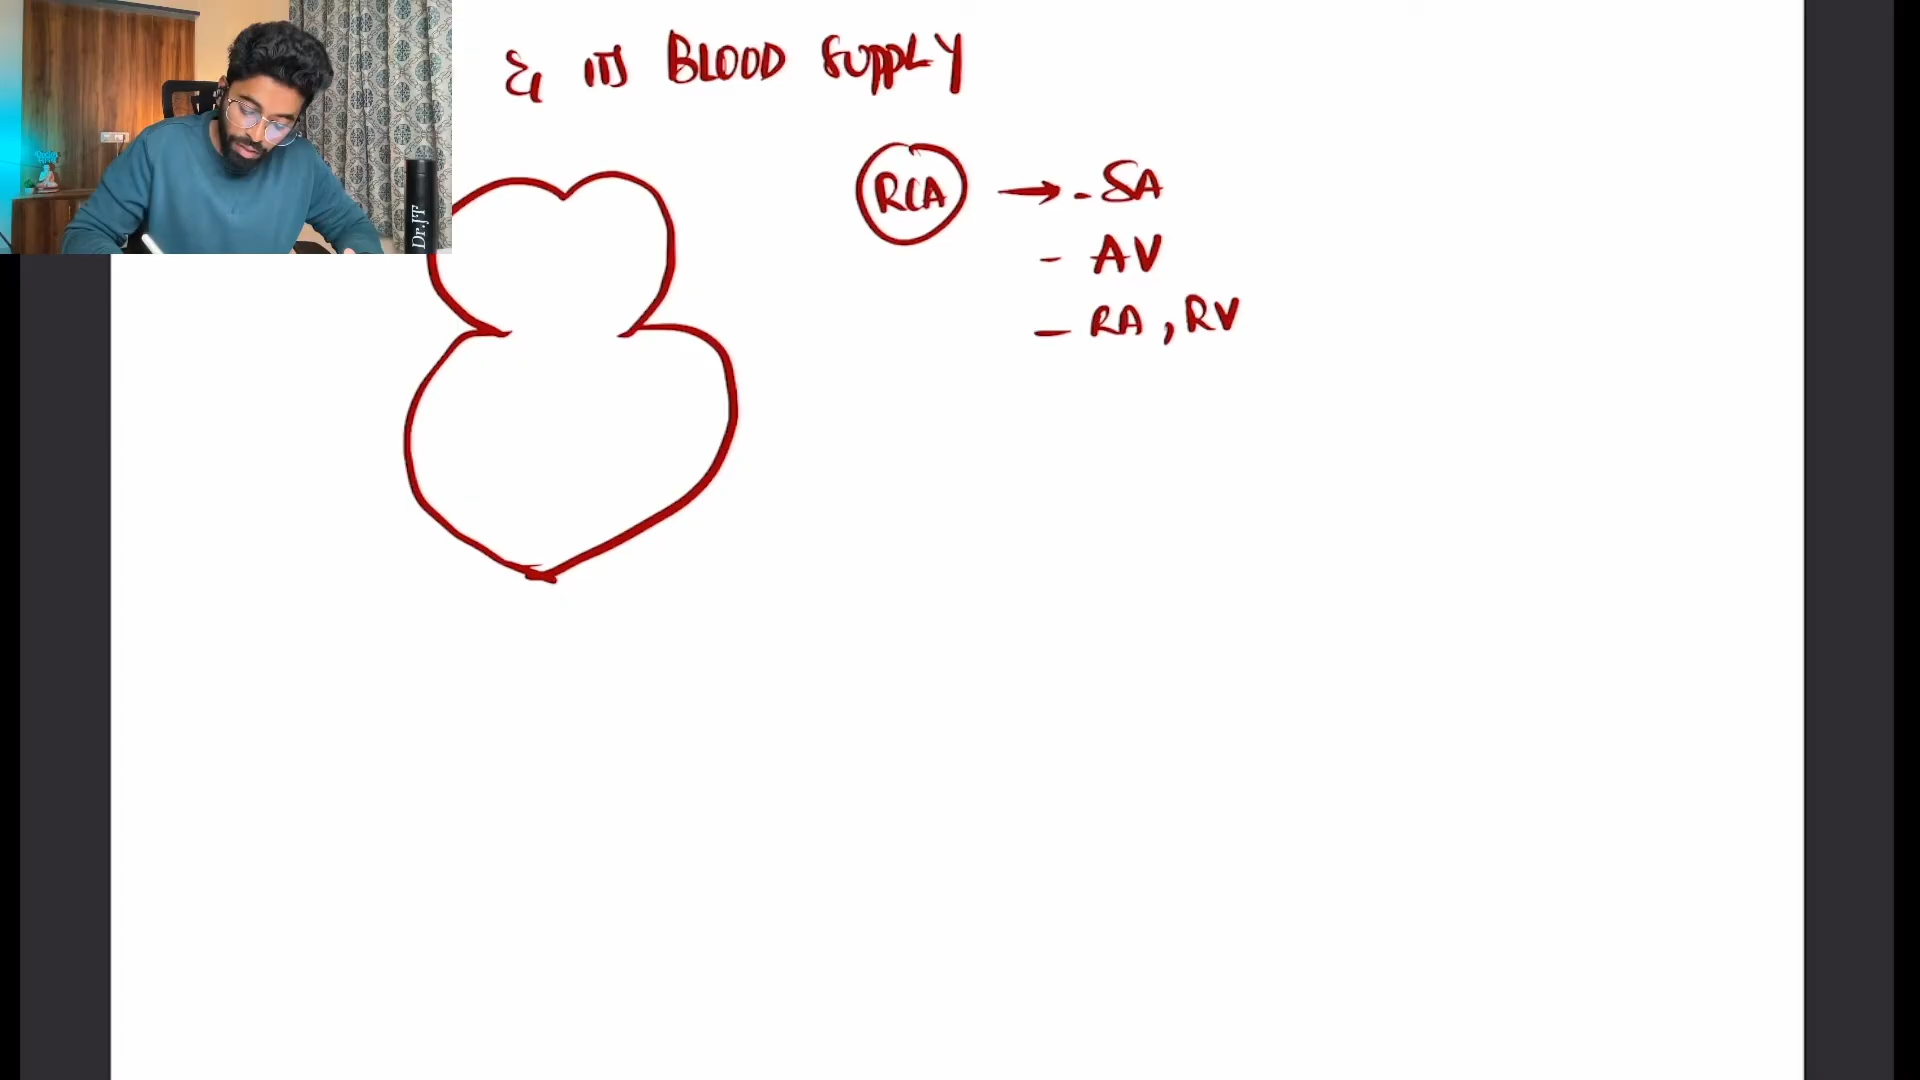 & ITS BLOOD SUPPLY
RCA → - SA
- AV
- RA, RV
Dr.JT